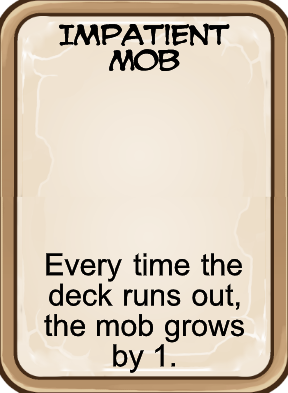 IMPATIENT
MOB
Every time the
deck runs out,
the mob grows
by 1.